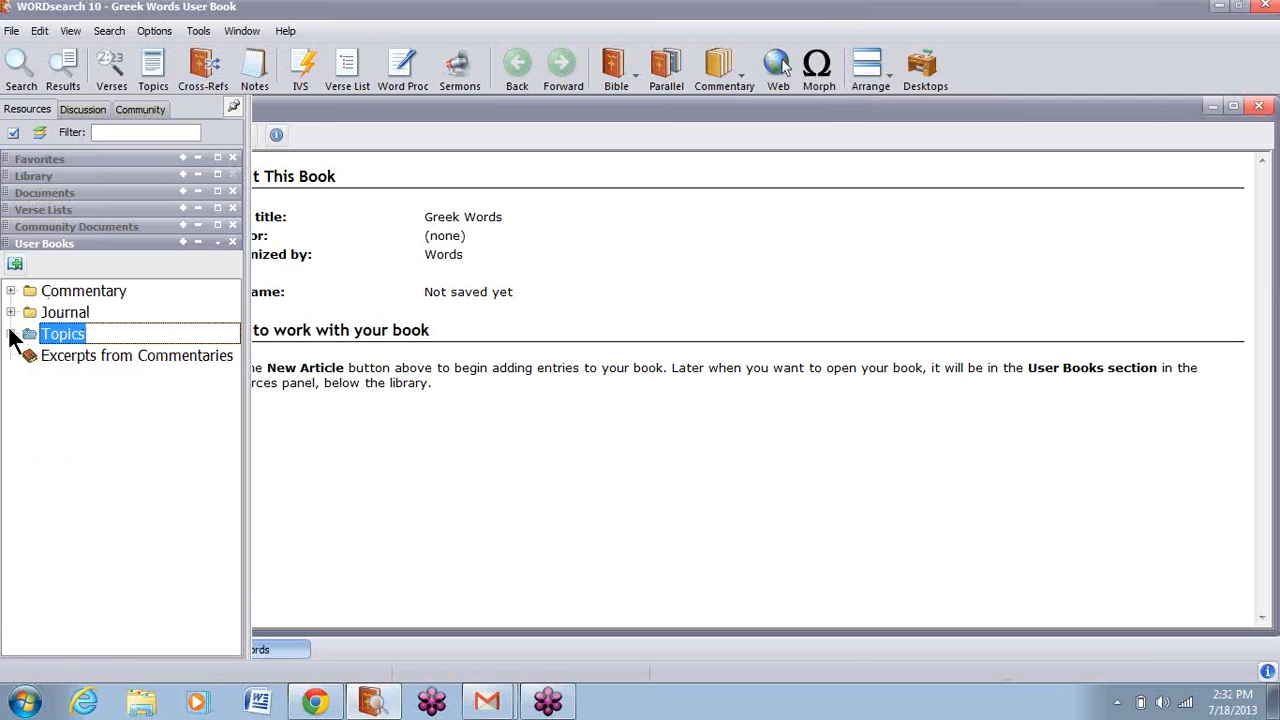 WORDsearch 10 - Greek Words User Book
File Edit View Search Options Tools Window Help
2:23
Search Results Verses Topics Cross-Refs Notes IVS Verse List Word Proc Sermons Back Forward Bible Parallel Commentary Web Morph Arrange Desktops
Resources Discussion Community
Filter:
Favorites
Library
Documents
Verse Lists
Community Documents
User Books
Commentary
Journal
Topics
Excerpts from Commentaries
t This Book
title: Greek Words
or: (none)
nized by: Words
ame: Not saved yet
to work with your book
he New Article button above to begin adding entries to your book. Later when you want to open your book, it will be in the User Books section in the
rces panel, below the library.
ords
2:32 PM
7/18/2013